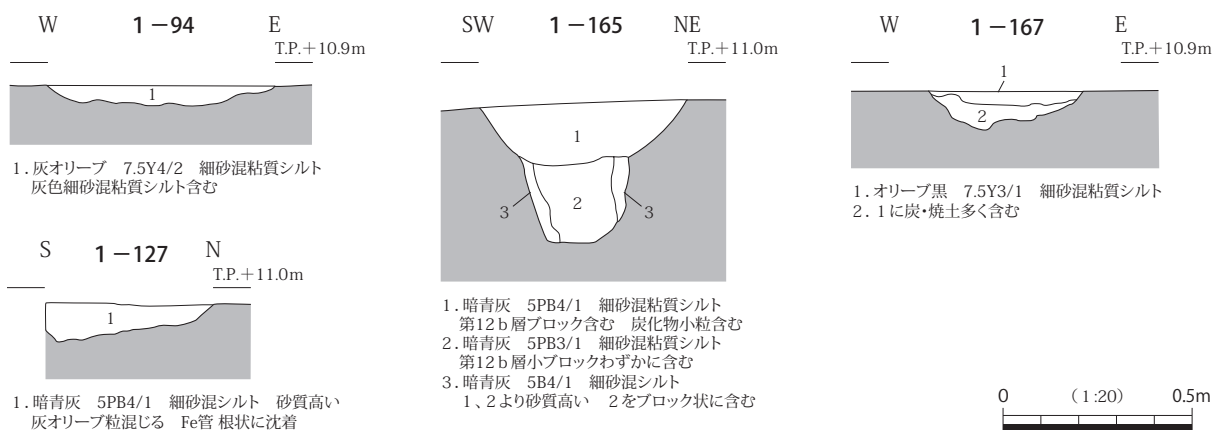 W 1－94 E
T.P.＋10.9m
1
1．灰オリーブ　7.5Y4/2　細砂混粘質シルト
灰色細砂混粘質シルト含む
S 1－127 N
T.P.＋11.0m
1
1．暗青灰　5PB4/1　細砂混シルト　砂質高い
灰オリーブ粒混じる　Fe管 根状に沈着
SW 1－165 NE
T.P.＋11.0m
1
2
3 3
1．暗青灰　5PB4/1　細砂混粘質シルト
第12ｂ層ブロック含む　炭化物小粒含む
2．暗青灰　5PB3/1　細砂混粘質シルト
第12ｂ層小ブロックわずかに含む
3．暗青灰　5B4/1　細砂混シルト
1、2より砂質高い　2をブロック状に含む
W 1－167 E
T.P.＋10.9m
1
2
1．オリーブ黒　7.5Y3/1　細砂混粘質シルト
2．1に炭・焼土多く含む
0 （1:20） 0.5m